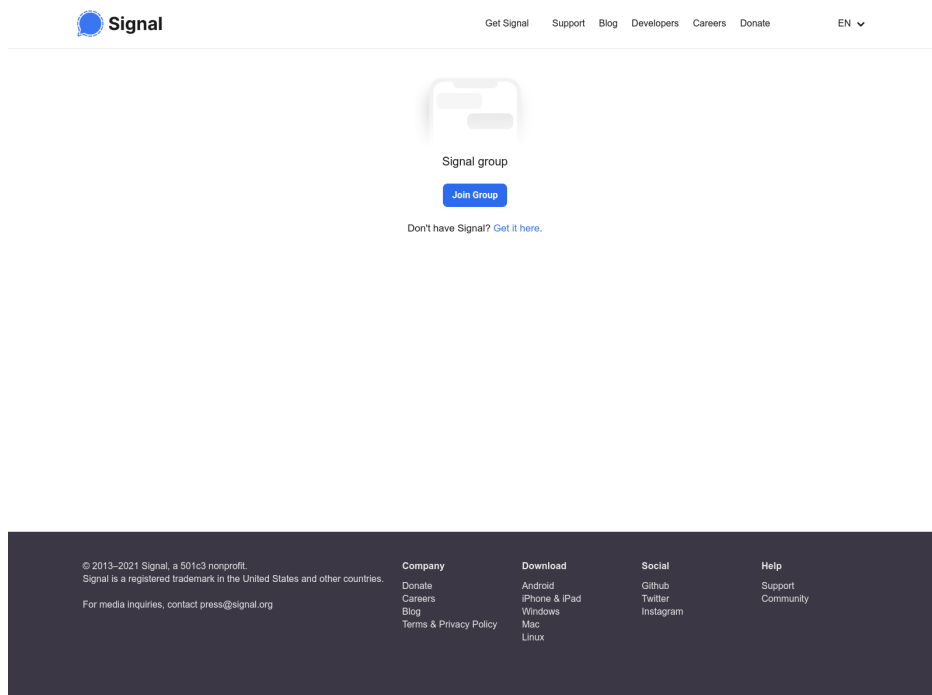 Signal
Get Signal Support Blog Developers Careers Donate EN
Signal group
Join Group
Don't have Signal? Get it here.
© 2013–2021 Signal, a 501c3 nonprofit.
Signal is a registered trademark in the United States and other countries.
For media inquiries, contact press@signal.org
Company
Donate
Careers
Blog
Terms & Privacy Policy
Download
Android
iPhone & iPad
Windows
Mac
Linux
Social
Github
Twitter
Instagram
Help
Support
Community